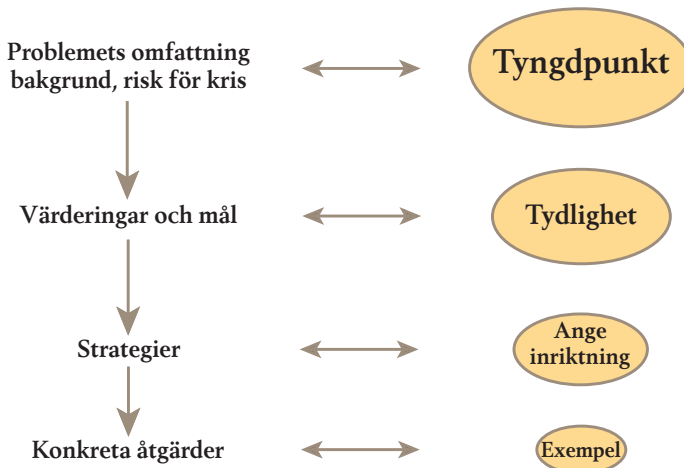 Problemets omfattning
bakgrund, risk för kris
Tyngdpunkt
Värderingar och mål
Tydlighet
Strategier
Ange
inriktning
Konkreta åtgärder
Exempel